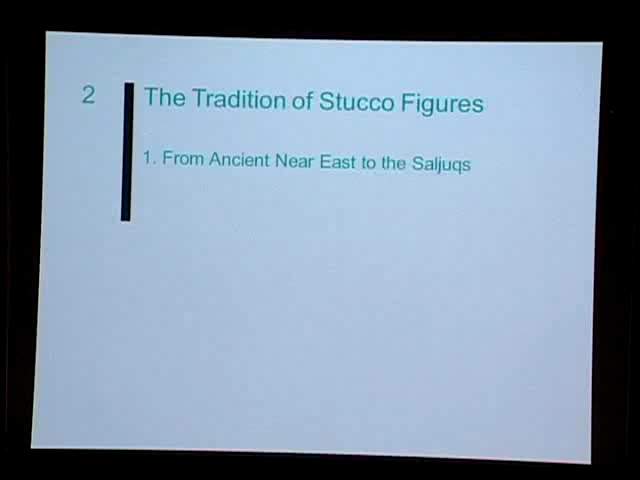 2 The Tradition of Stucco Figures
1. From Ancient Near East to the Saljuqs